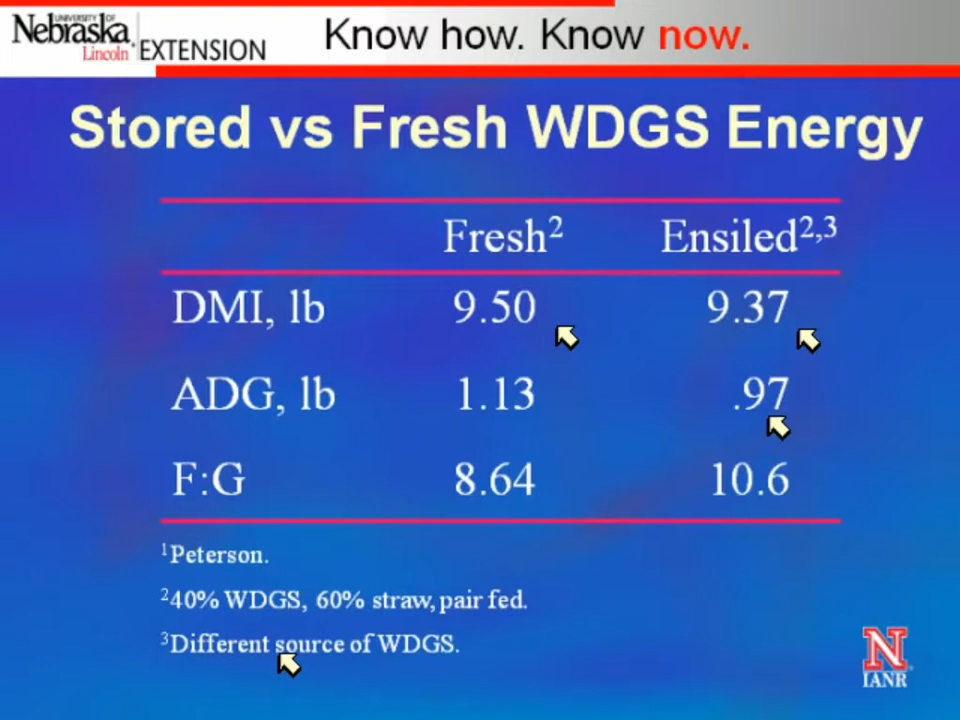 UNIVERSITY OF
Nebraska Lincoln EXTENSION Know how. Know now.
Stored vs Fresh WDGS Energy
Fresh² Ensiled²,³
DMI, lb 9.50 9.37
ADG, lb 1.13 .97
F:G 8.64 10.6
¹Peterson.
²40% WDGS, 60% straw, pair fed.
³Different source of WDGS.
N
IANR